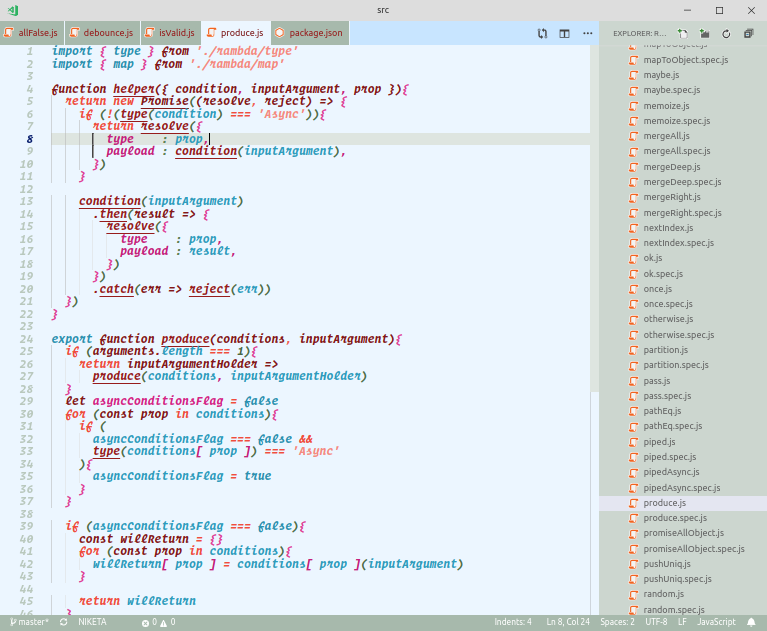 src
allFalse.js debounce.js isValid.js produce.js package.json
EXPLORER: R...
1 import { type } from './rambda/type'
2 import { map } from './rambda/map'
3
4 function helper({ condition, inputArgument, prop }){
5 return new Promise((resolve, reject) => {
6 if (!(type(condition) === 'Async')){
7 return resolve({
8 type : prop,
9 payload : condition(inputArgument),
10 })
11 }
12
13 condition(inputArgument)
14 .then(result => {
15 resolve({
16 type : prop,
17 payload : result,
18 })
19 })
20 .catch(err => reject(err))
21 })
22 }
23
24 export function produce(conditions, inputArgument){
25 if (arguments.length === 1){
26 return inputArgumentHolder =>
27 produce(conditions, inputArgumentHolder)
28 }
29 let asyncConditionsFlag = false
30 for (const prop in conditions){
31 if (
32 asyncConditionsFlag === false &&
33 type(conditions[ prop ]) === 'Async'
34 ){
35 asyncConditionsFlag = true
36 }
37 }
38
39 if (asyncConditionsFlag === false){
40 const willReturn = {}
41 for (const prop in conditions){
42 willReturn[ prop ] = conditions[ prop ](inputArgument)
43 }
44
45 return willReturn
46 }
mapToObject.js
mapToObject.spec.js
maybe.js
maybe.spec.js
memoize.js
memoize.spec.js
mergeAll.js
mergeAll.spec.js
mergeDeep.js
mergeDeep.spec.js
mergeRight.js
mergeRight.spec.js
nextIndex.js
nextIndex.spec.js
ok.js
ok.spec.js
once.js
once.spec.js
otherwise.js
otherwise.spec.js
partition.js
partition.spec.js
pass.js
pass.spec.js
pathEq.js
pathEq.spec.js
piped.js
piped.spec.js
pipedAsync.js
pipedAsync.spec.js
produce.js
produce.spec.js
promiseAllObject.js
promiseAllObject.spec.js
pushUniq.js
pushUniq.spec.js
random.js
random.spec.js
master* NIKETA 0 0 Indents: 4 Ln 8, Col 24 Spaces: 2 UTF-8 LF JavaScript